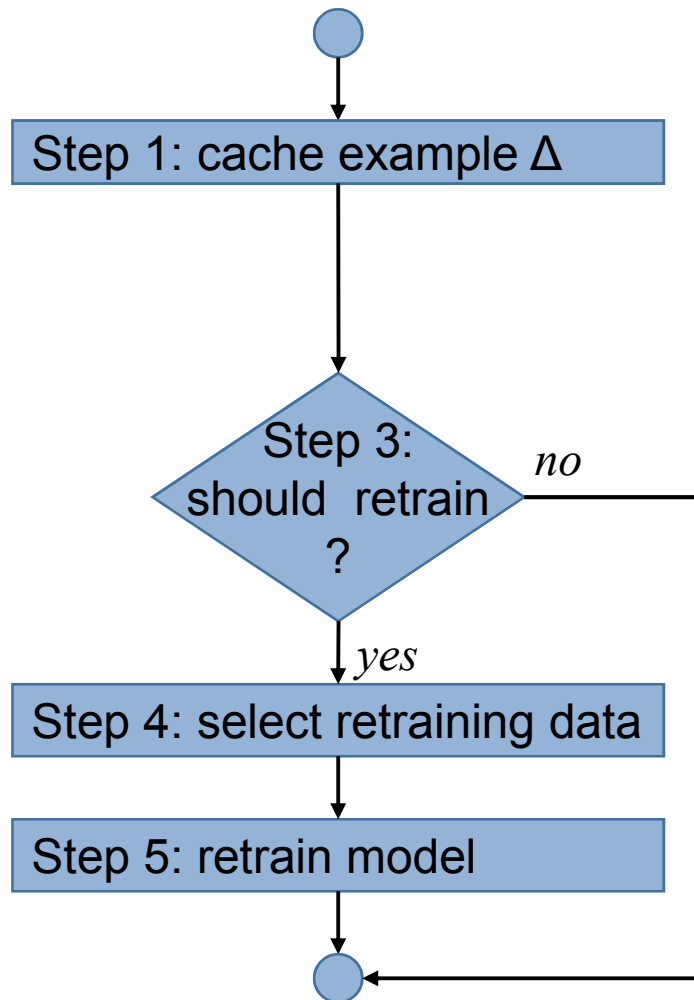 Step 1: cache example Δ
Step 3:
should retrain
?
no
yes
Step 4: select retraining data
Step 5: retrain model